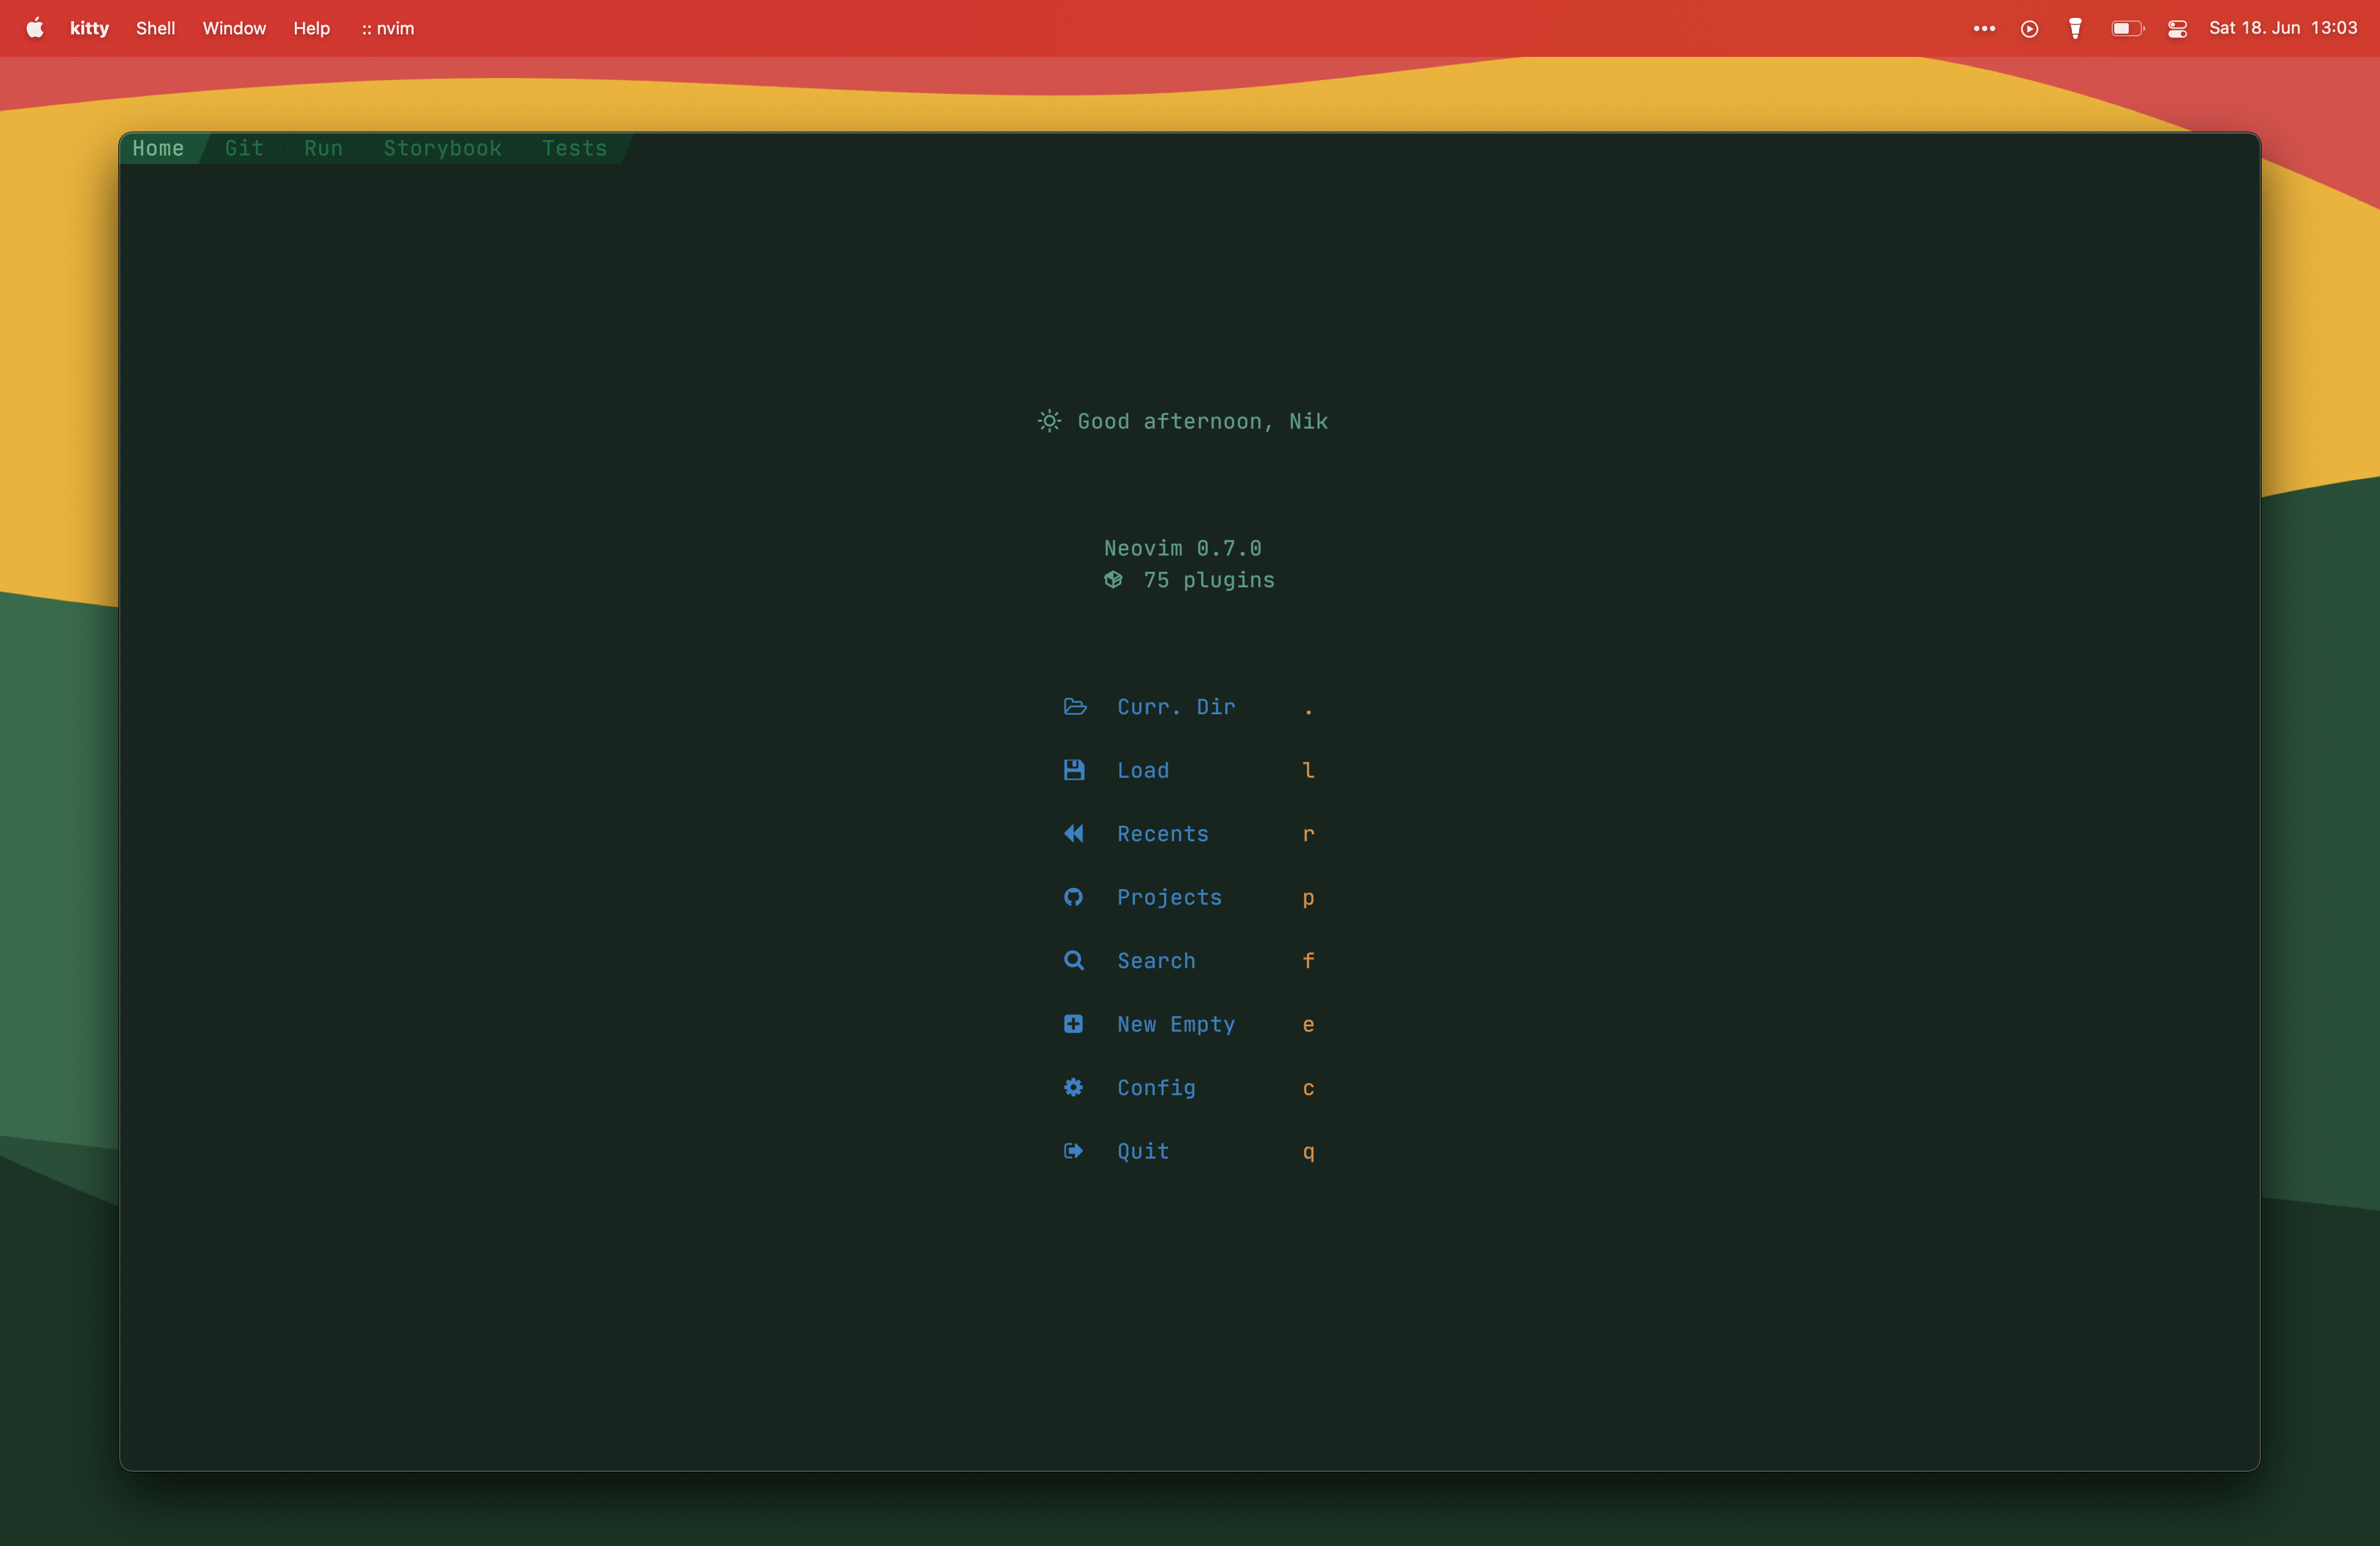 kitty Shell Window Help :: nvim Sat 18. Jun 13:03
Home Git Run Storybook Tests
Good afternoon, Nik
Neovim 0.7.0
75 plugins
Curr. Dir .
Load l
Recents r
Projects p
Search f
New Empty e
Config c
Quit q